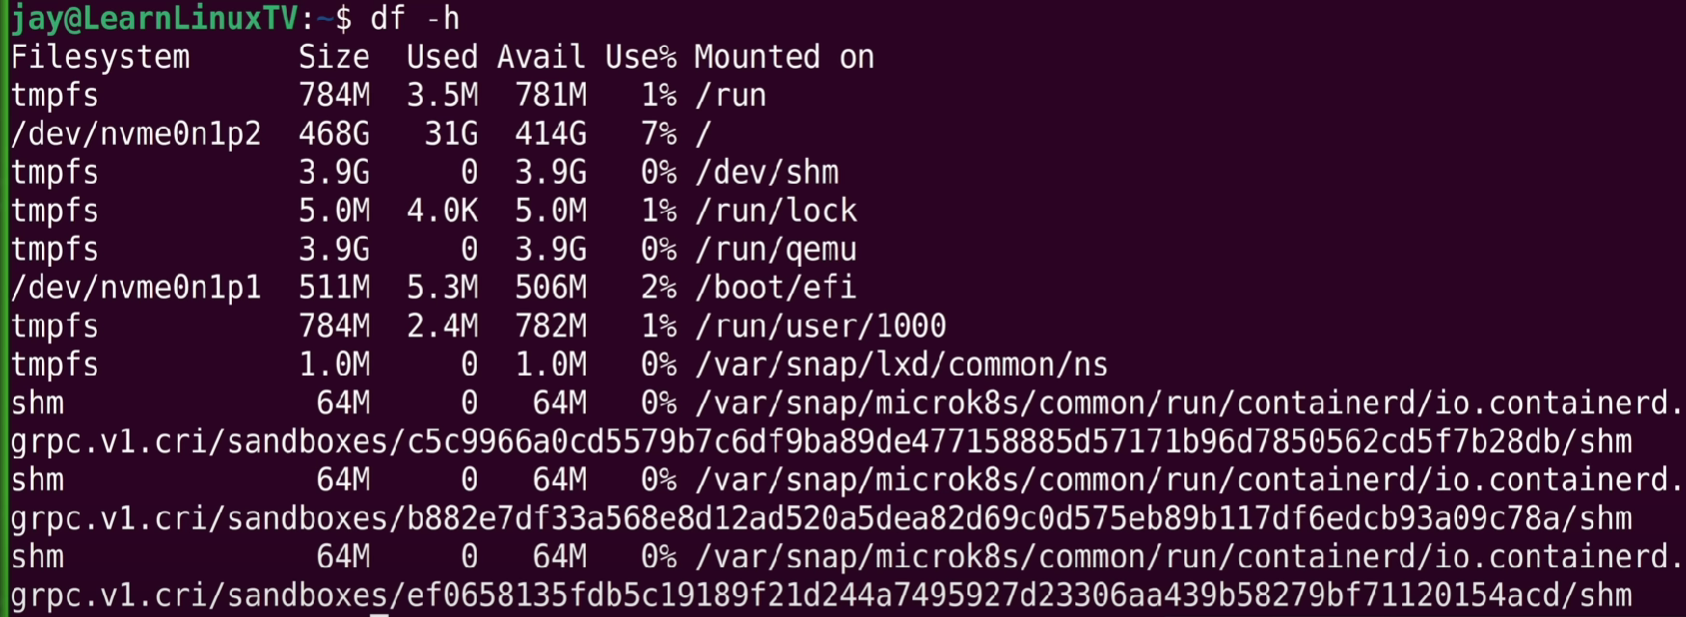 jay@LearnLinuxTV:~$ df -h
Filesystem      Size  Used Avail Use% Mounted on
tmpfs           784M  3.5M  781M   1% /run
/dev/nvme0n1p2  468G   31G  414G   7% /
tmpfs           3.9G     0  3.9G   0% /dev/shm
tmpfs           5.0M  4.0K  5.0M   1% /run/lock
tmpfs           3.9G     0  3.9G   0% /run/qemu
/dev/nvme0n1p1  511M  5.3M  506M   2% /boot/efi
tmpfs           784M  2.4M  782M   1% /run/user/1000
tmpfs           1.0M     0  1.0M   0% /var/snap/lxd/common/ns
shm              64M     0   64M   0% /var/snap/microk8s/common/run/containerd/io.containerd.
grpc.v1.cri/sandboxes/c5c9966a0cd5579b7c6df9ba89de477158885d57171b96d7850562cd5f7b28db/shm
shm              64M     0   64M   0% /var/snap/microk8s/common/run/containerd/io.containerd.
grpc.v1.cri/sandboxes/b882e7df33a568e8d12ad520a5dea82d69c0d575eb89b117df6edcb93a09c78a/shm
shm              64M     0   64M   0% /var/snap/microk8s/common/run/containerd/io.containerd.
grpc.v1.cri/sandboxes/ef0658135fdb5c19189f21d244a7495927d23306aa439b58279bf71120154acd/shm